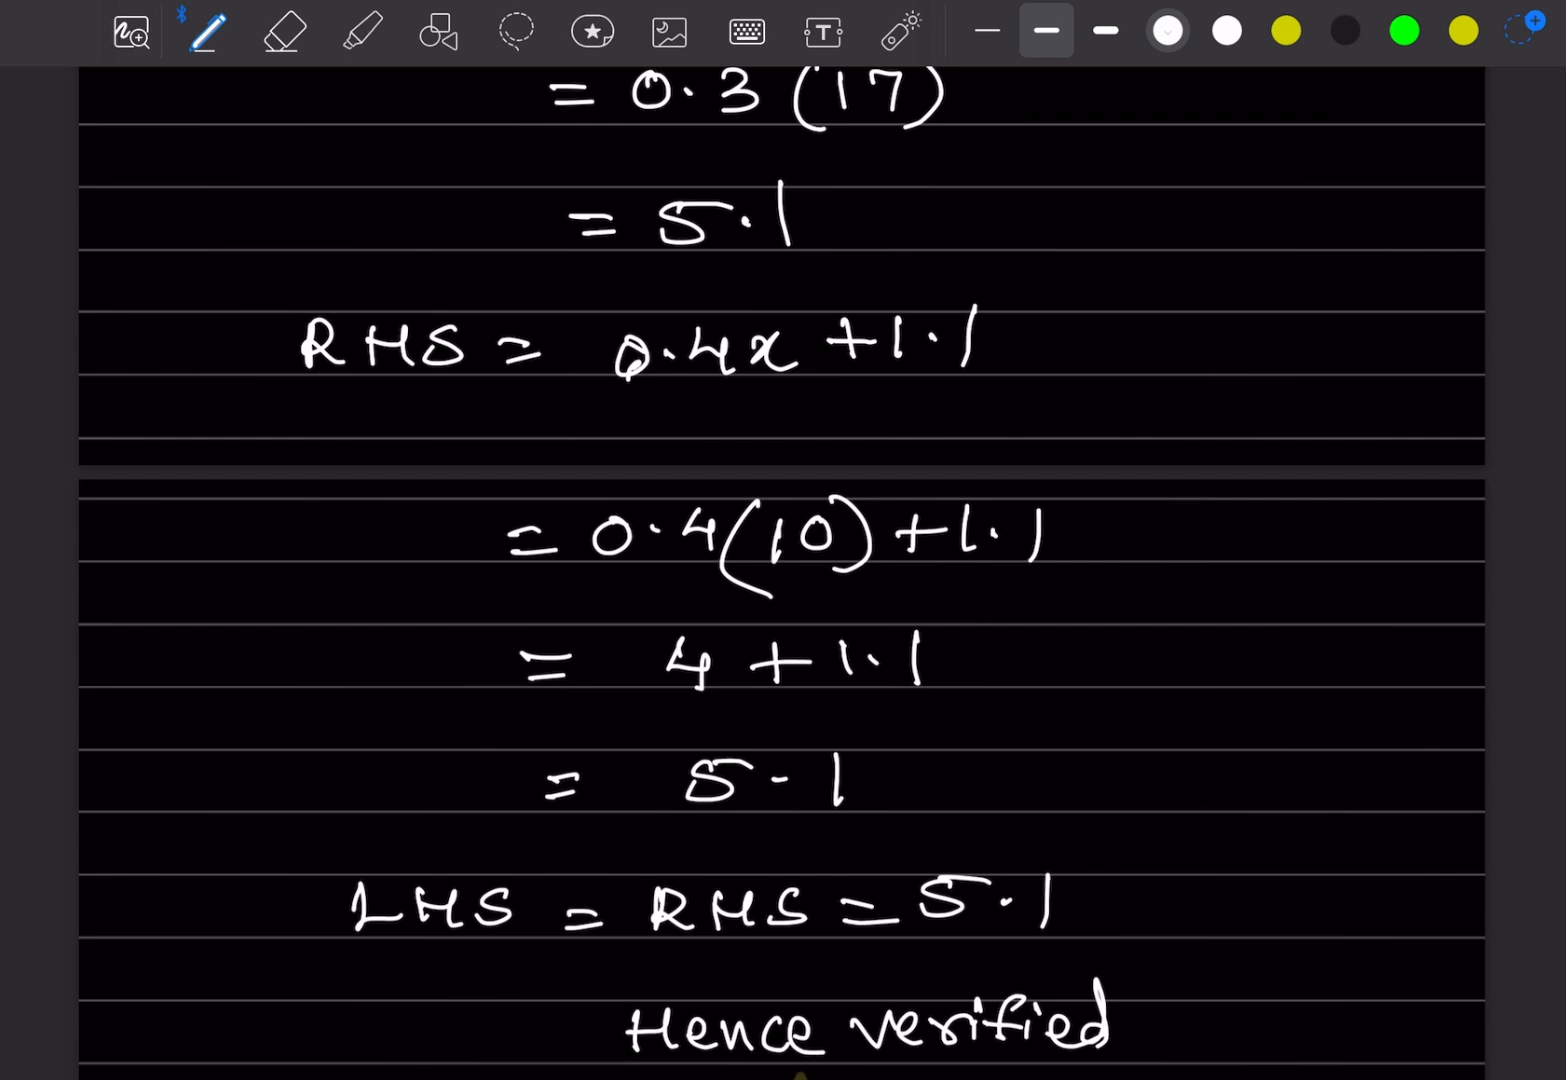 = 0.3 (17)
= 5.1
RHS = 0.4x + 1.1
= 0.4(10) + 1.1
= 4 + 1.1
= 5.1
LHS = RHS = 5.1
Hence verified